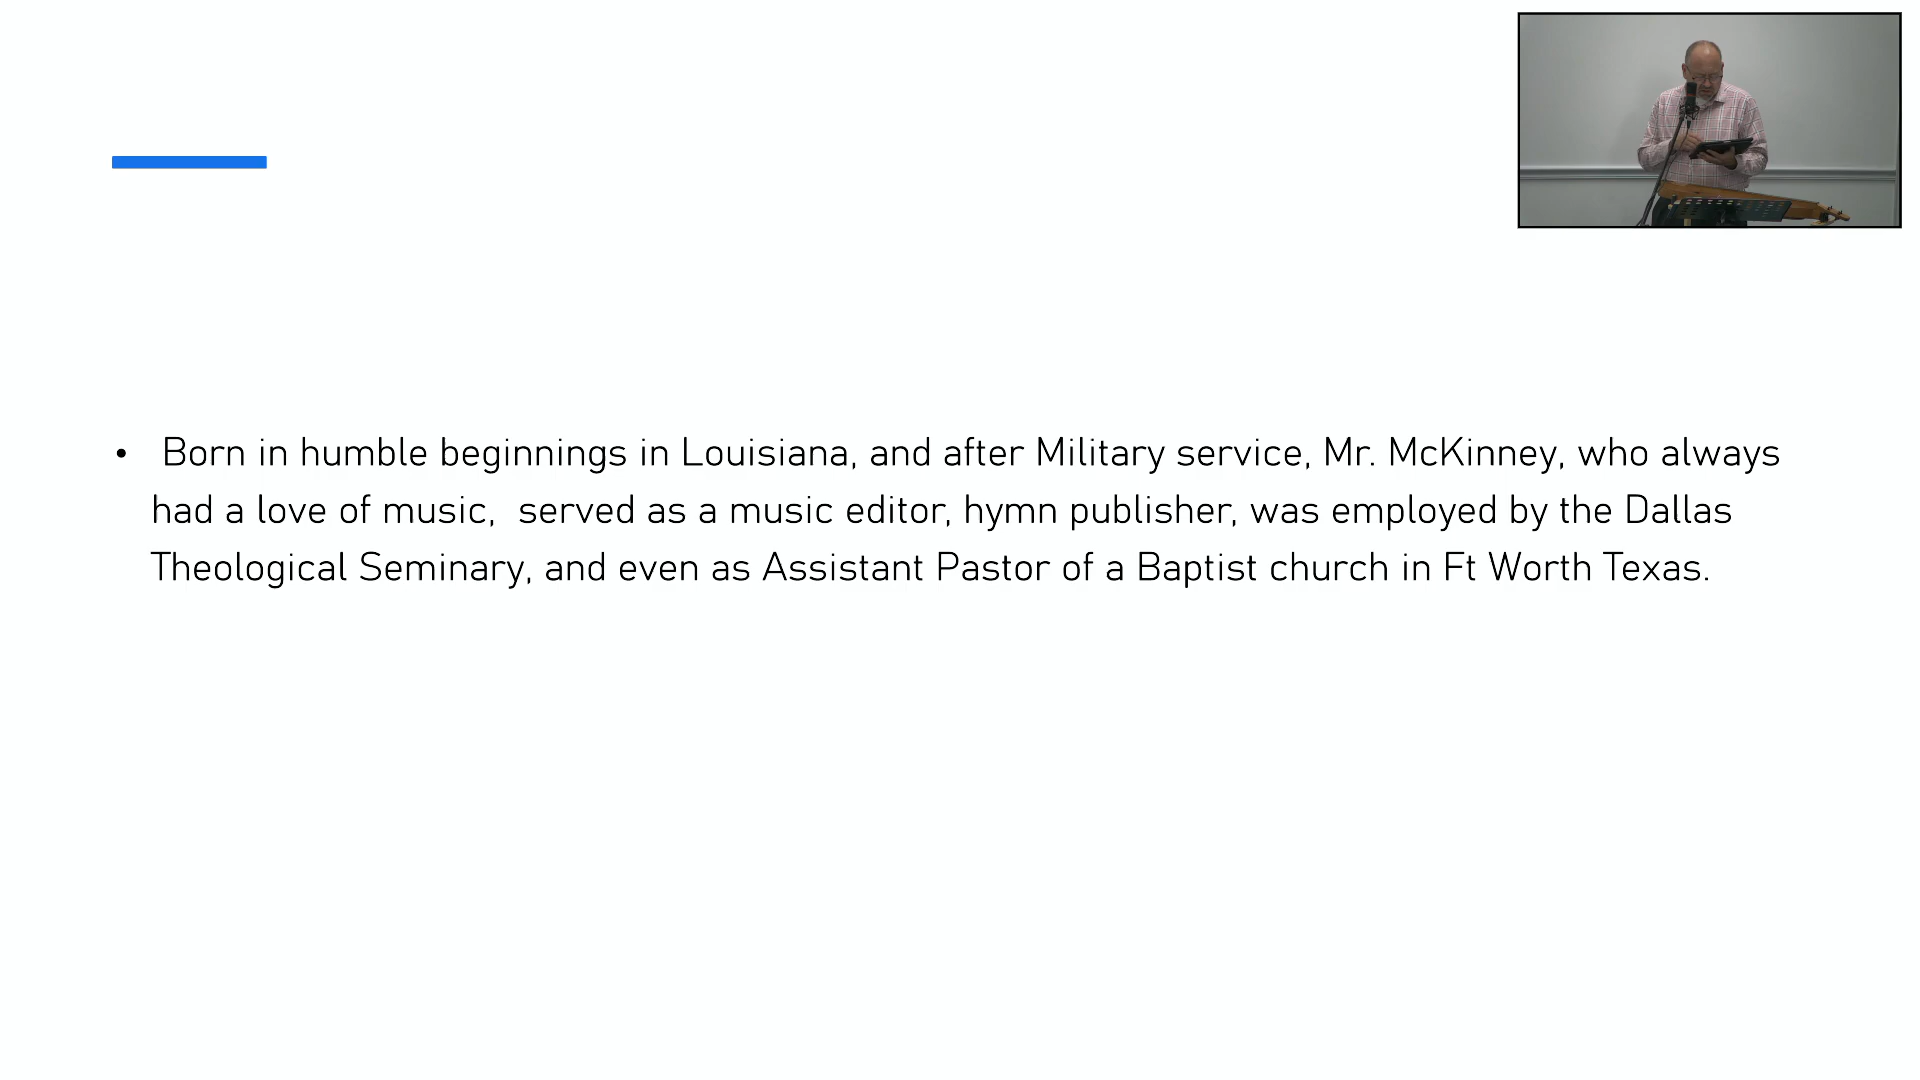 • Born in humble beginnings in Louisiana, and after Military service, Mr. McKinney, who always
had a love of music,  served as a music editor, hymn publisher, was employed by the Dallas
Theological Seminary, and even as Assistant Pastor of a Baptist church in Ft Worth Texas.